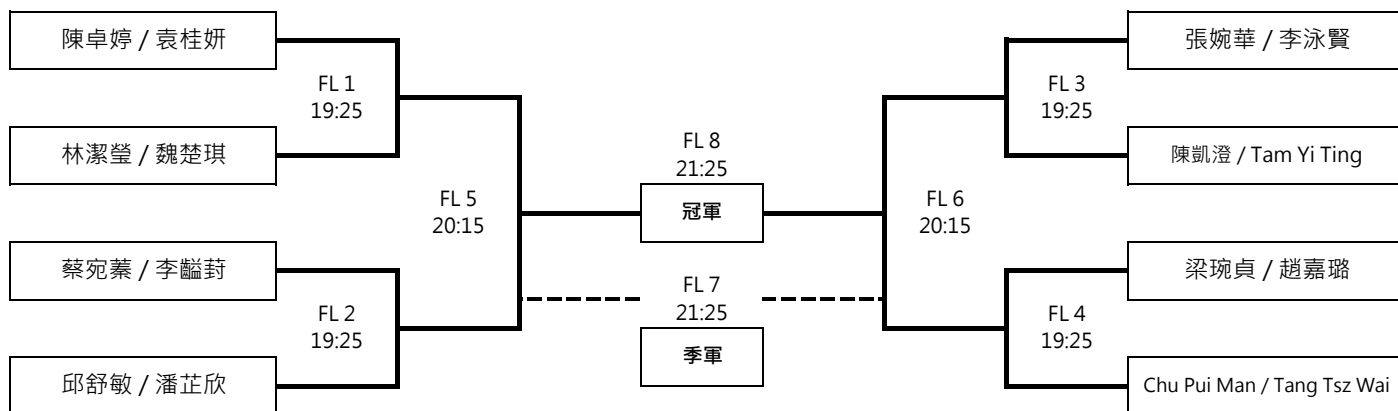 陳卓婷 / 袁桂妍
FL 1
19:25
林潔瑩 / 魏楚琪
FL 5
20:15
蔡宛蓁 / 李齸葑
FL 2
19:25
邱舒敏 / 潘芷欣
FL 8
21:25
冠軍
FL 7
21:25
季軍
張婉華 / 李泳賢
FL 3
19:25
陳凱澄 / Tam Yi Ting
FL 6
20:15
梁琬貞 / 趙嘉璐
FL 4
19:25
Chu Pui Man / Tang Tsz Wai